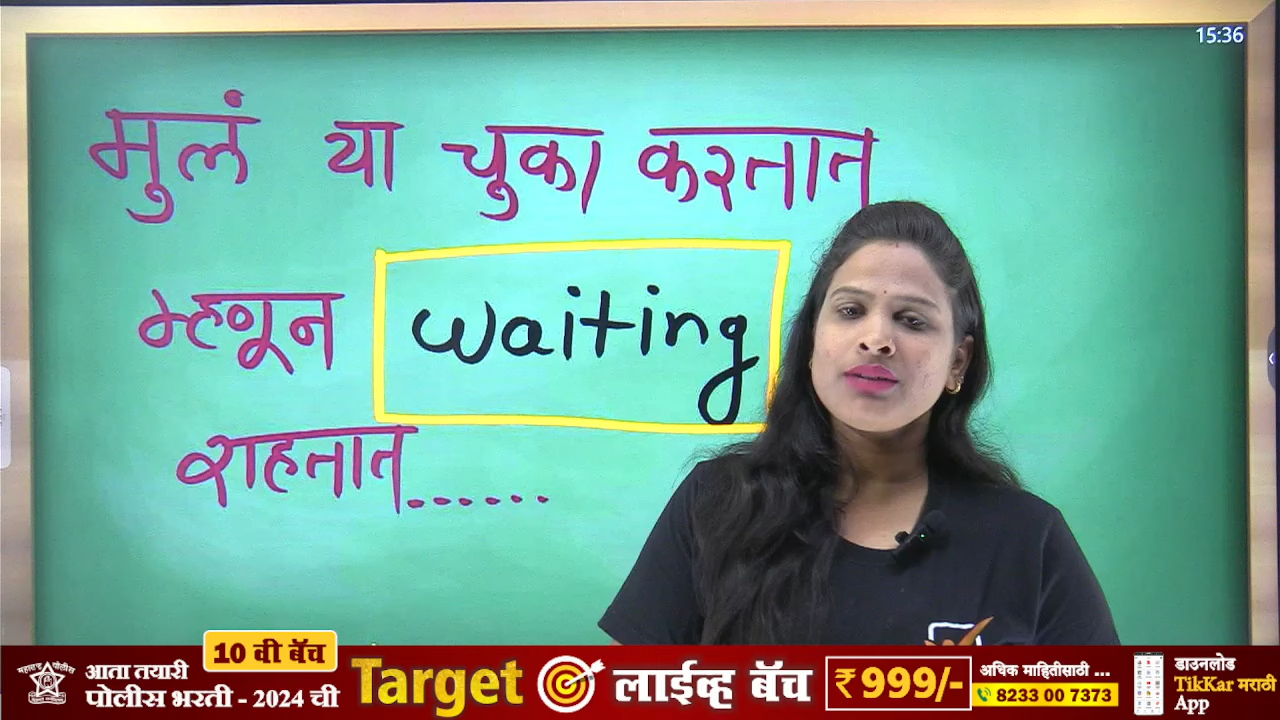 15:36
मुलं या चुका करतात
म्हणून waiting
राहतात......
10 वी बॅच
महाराष्ट्र पोलीस
आता तयारी
पोलीस भरती - 2024 ची
Target लाईव्ह बॅच
₹999/-
अधिक माहितीसाठी ...
8233 00 7373
डाउनलोड
TikKar मराठी
App